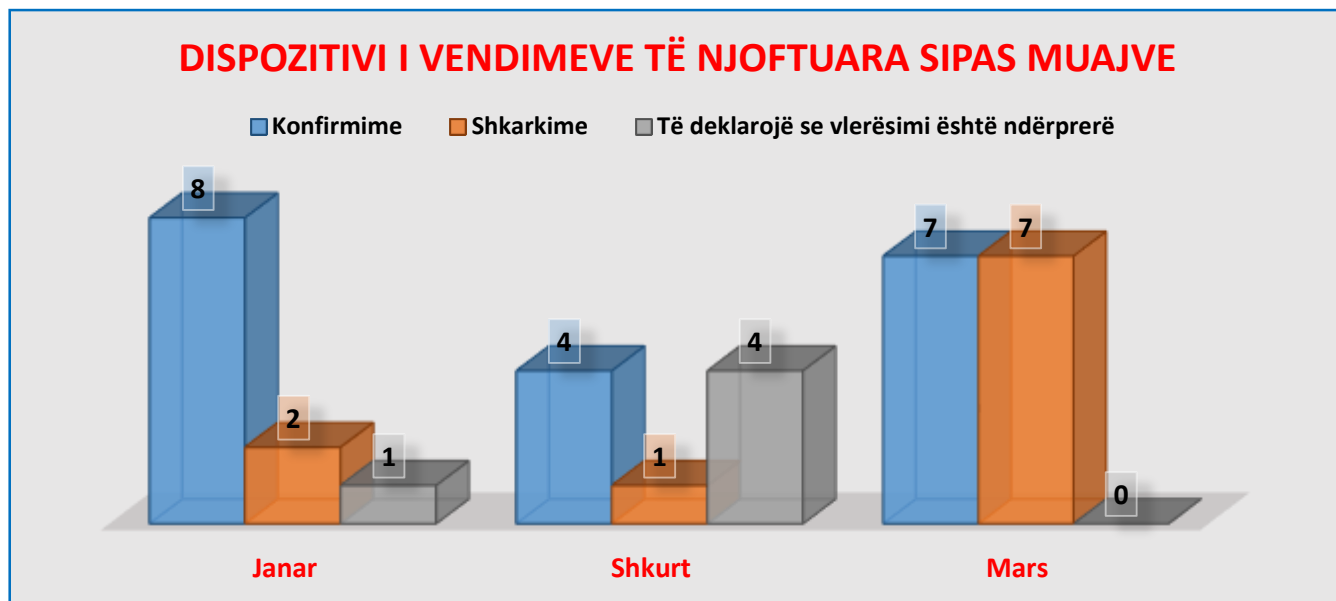 DISPOZITIVI I VENDIMEVE TË NJOFTUARA SIPAS MUAJVE
Konfirmime Shkarkime Të deklarojë se vlerësimi është ndërprerë
8 2 1 4 1 4 7 7 0
Janar Shkurt Mars